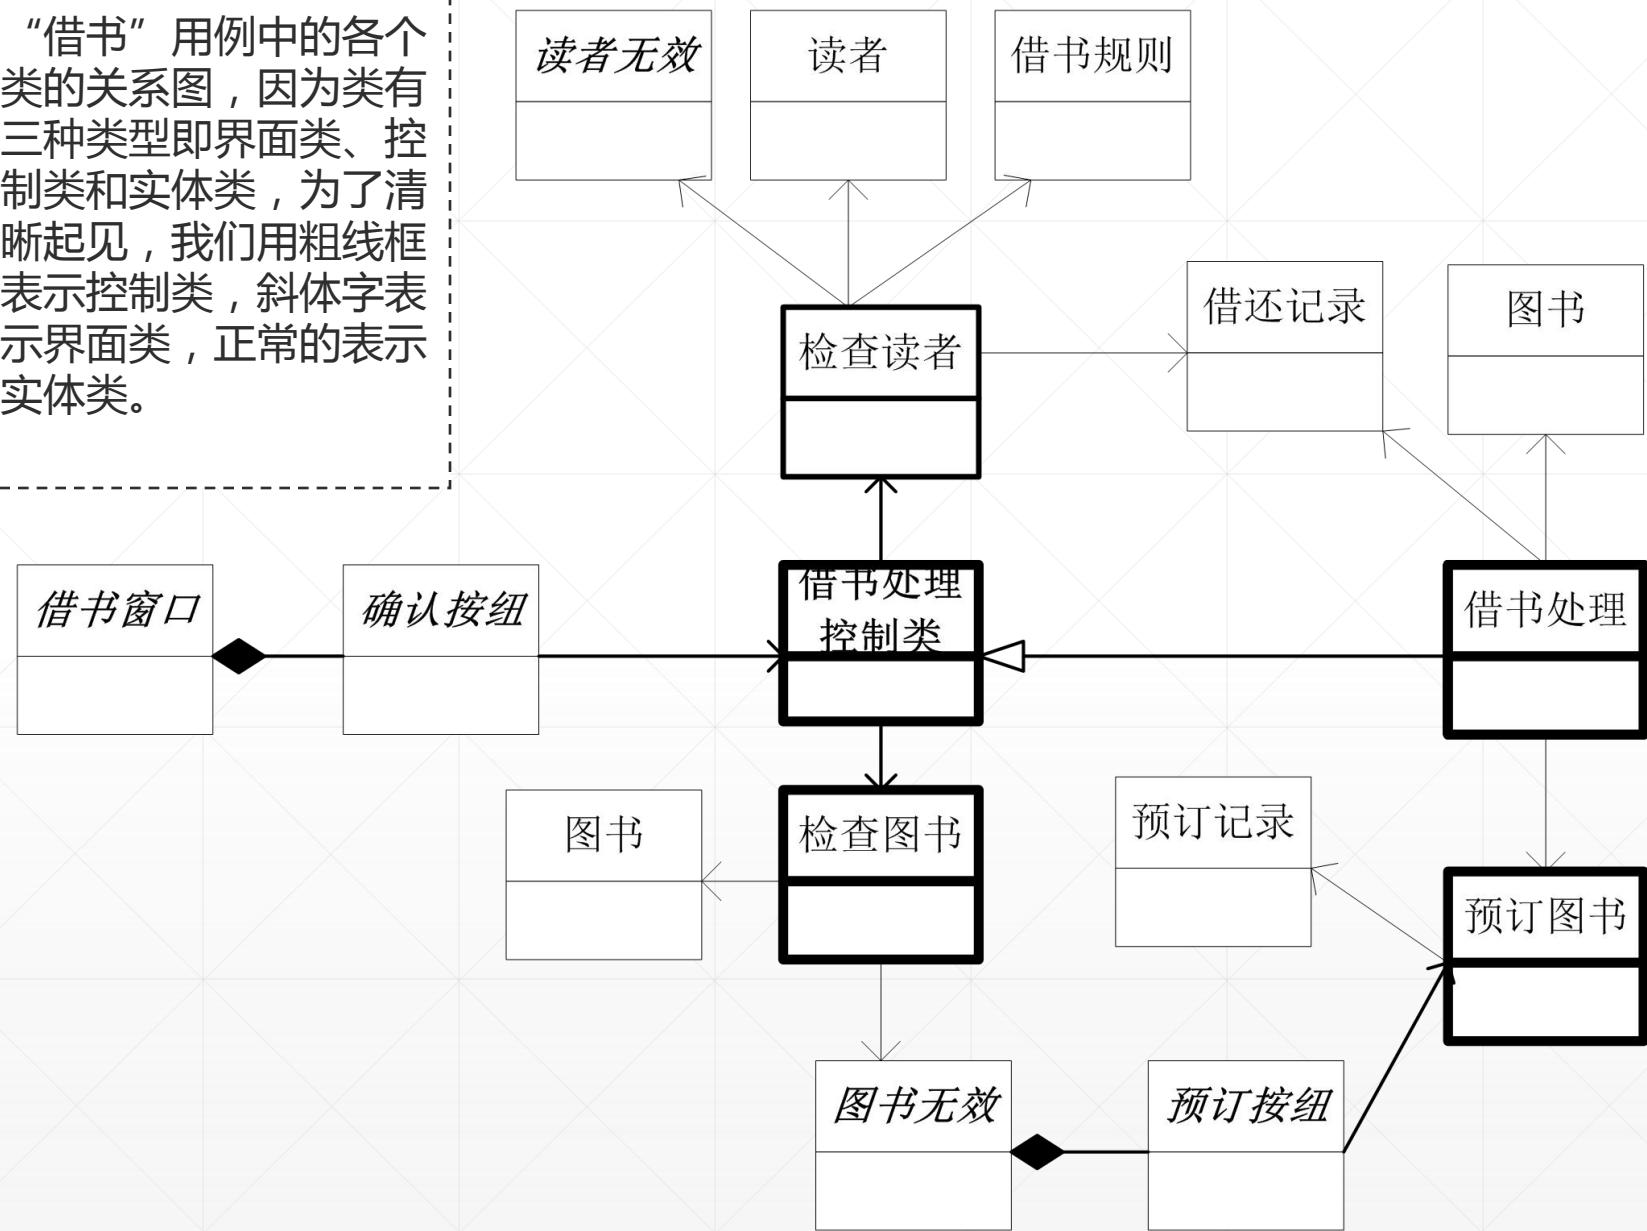 “借书”用例中的各个
类的关系图，因为类有
三种类型即界面类、控
制类和实体类，为了清
晰起见，我们用粗线框
表示控制类，斜体字表
示界面类，正常的表示
实体类。
读者无效
读者
借书规则
检查读者
借还记录
图书
借书窗口
确认按纽
借书处理
控制类
借书处理
图书
检查图书
预订记录
预订图书
图书无效
预订按纽